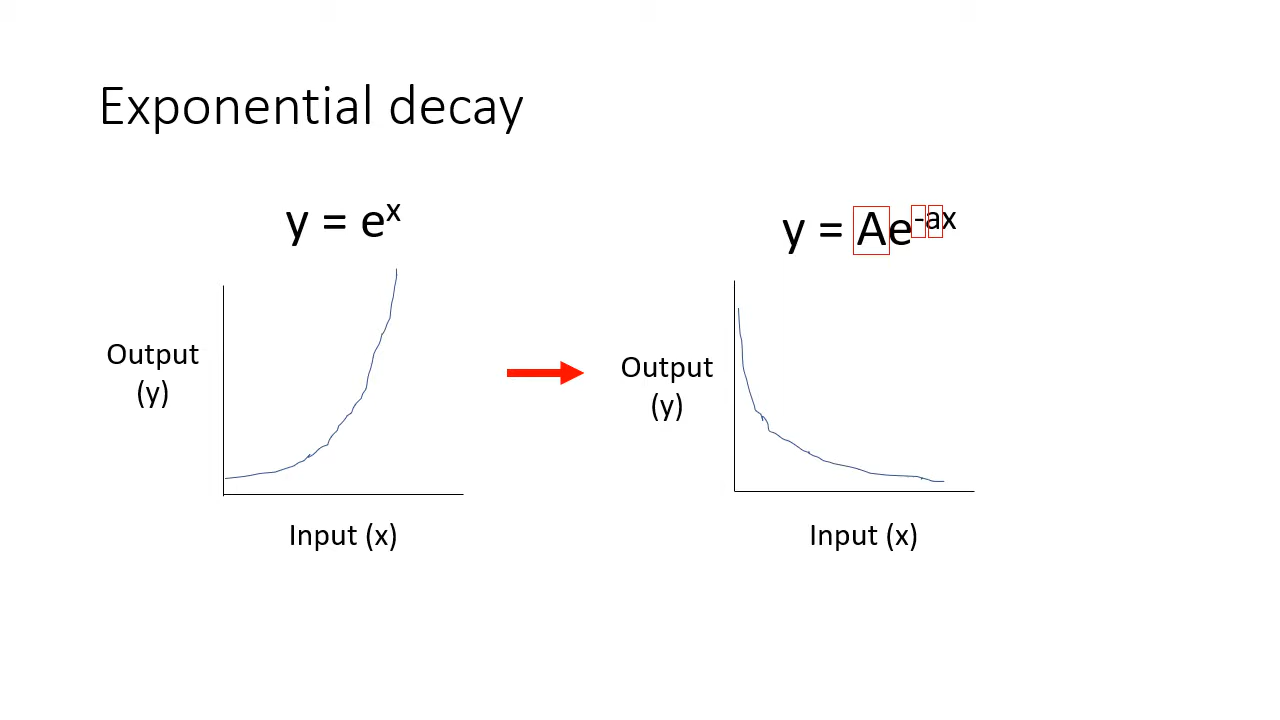 Exponential decay
y = eˣ
y = Ae⁻ᵃˣ
Output
(y)
Output
(y)
Input (x)
Input (x)